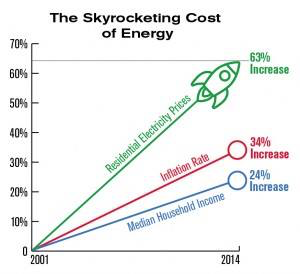 The Skyrocketing Cost
of Energy
70%
60%
50%
40%
30%
20%
10%
0
2001
2014
Residential Electricity Prices
63%
Increase
Inflation Rate
34%
Increase
Median Household Income
24%
Increase